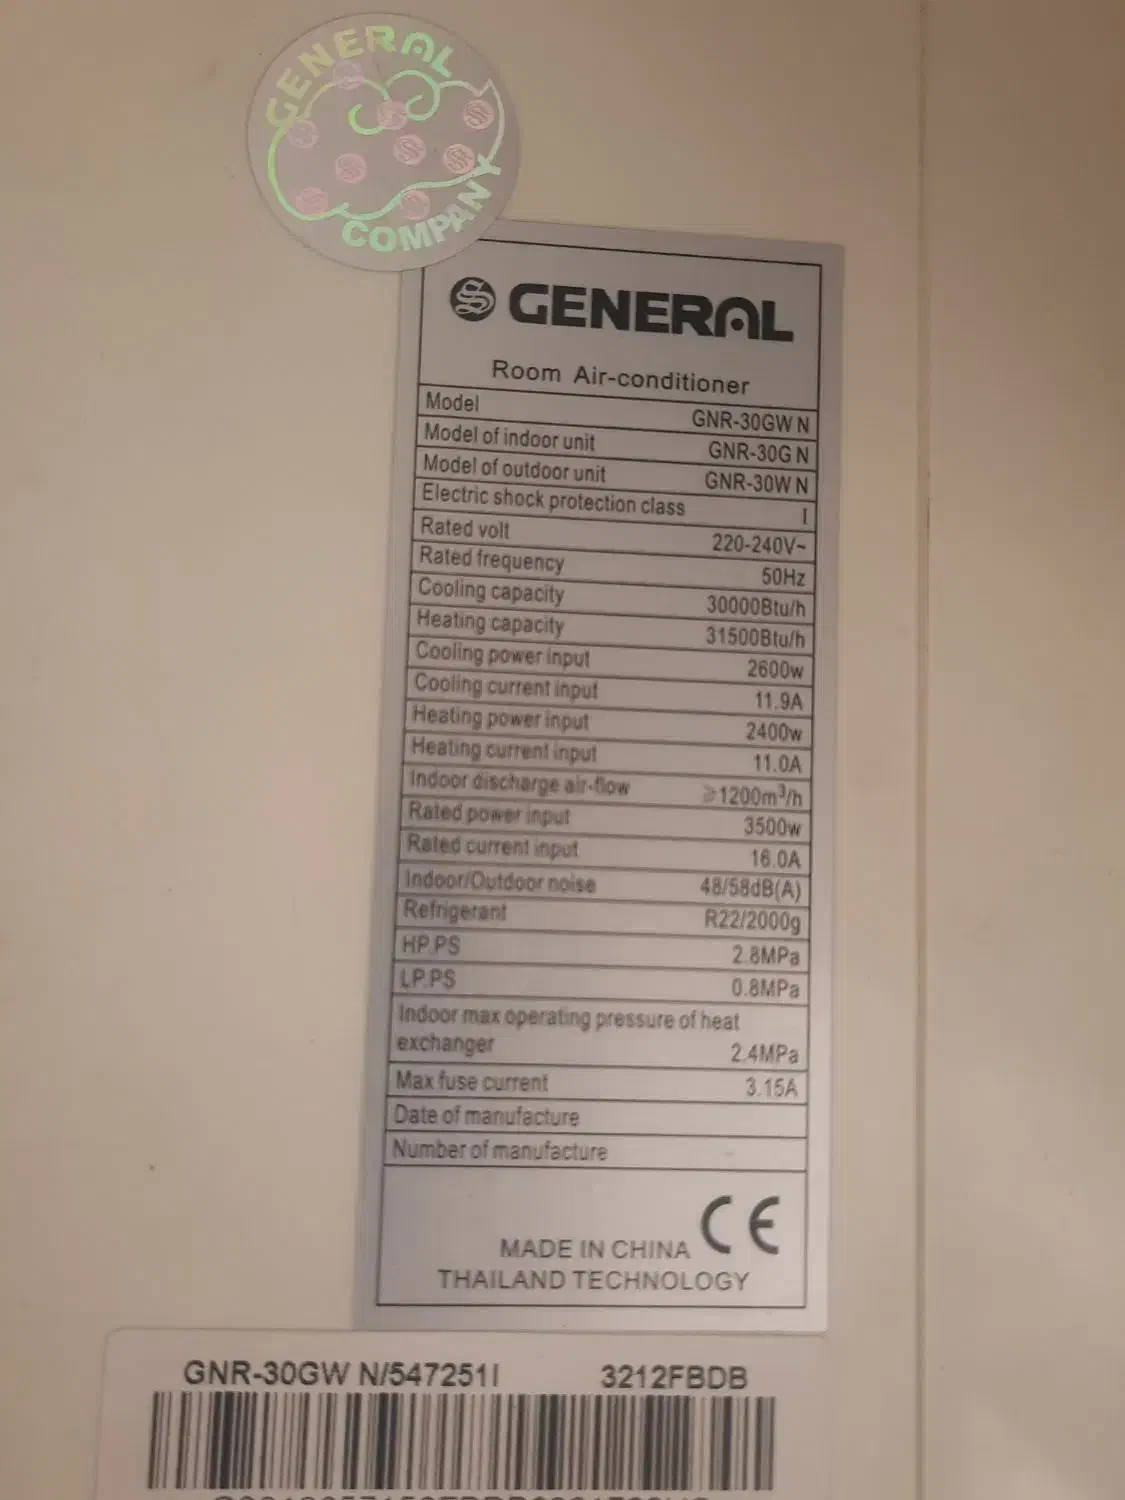 GENERAL
COMPANY
GENERAL
Room Air-conditioner
Model GNR-30GW N
Model of indoor unit GNR-30G N
Model of outdoor unit GNR-30W N
Electric shock protection class I
Rated volt 220-240V~
Rated frequency 50Hz
Cooling capacity 30000Btu/h
Heating capacity 31500Btu/h
Cooling power input 2600w
Cooling current input 11.9A
Heating power input 2400w
Heating current input 11.0A
Indoor discharge air-flow ≥1200m³/h
Rated power input 3500w
Rated current input 16.0A
Indoor/Outdoor noise 48/58dB(A)
Refrigerant R22/2000g
HP.PS 2.8MPa
LP.PS 0.8MPa
Indoor max operating pressure of heat
exchanger 2.4MPa
Max fuse current 3.15A
Date of manufacture
Number of manufacture
CE
MADE IN CHINA
THAILAND TECHNOLOGY
GNR-30GW N/547251I 3212FBDB